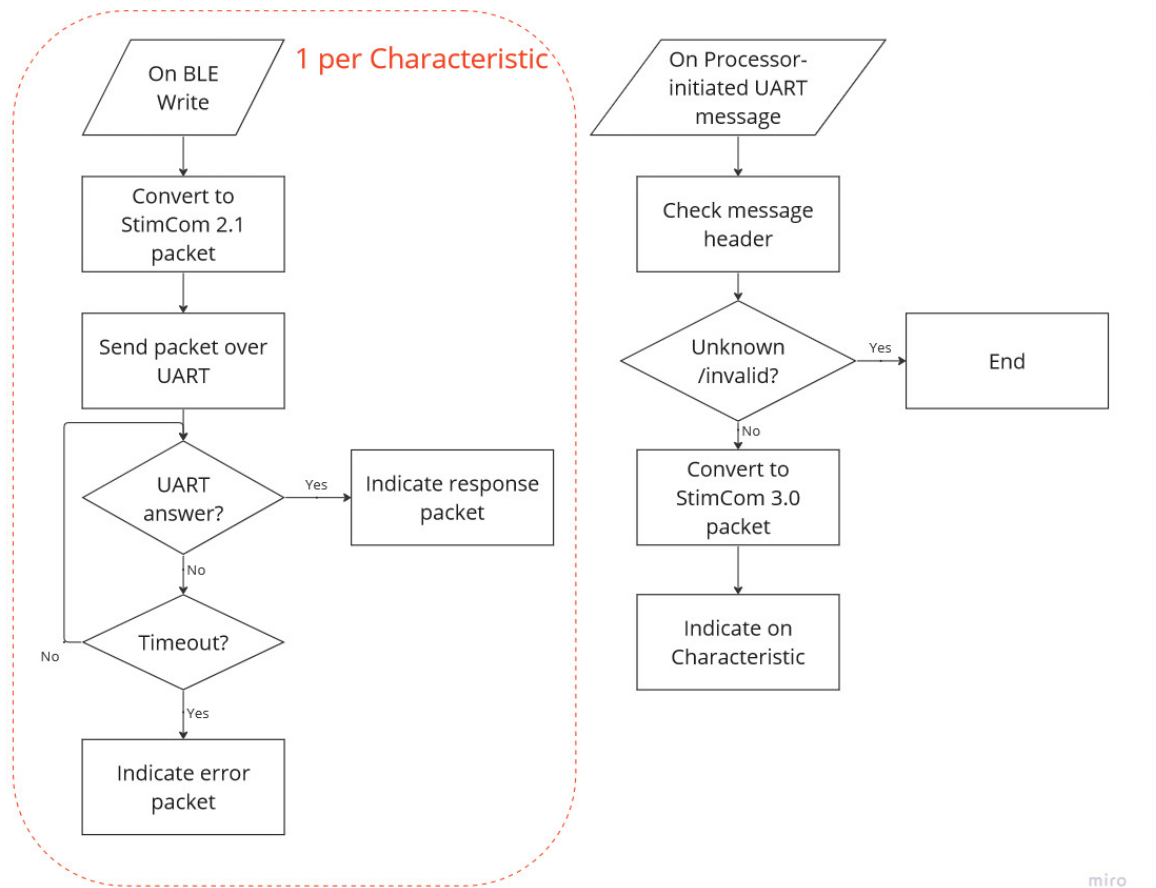 1 per Characteristic
On BLE
Write
Convert to
StimCom 2.1
packet
Send packet over
UART
UART
answer?
Yes
Indicate response
packet
No
Timeout?
No
Yes
Indicate error
packet
On Processor-
initiated UART
message
Check message
header
Unknown
/invalid?
Yes
End
No
Convert to
StimCom 3.0
packet
Indicate on
Characteristic
miro